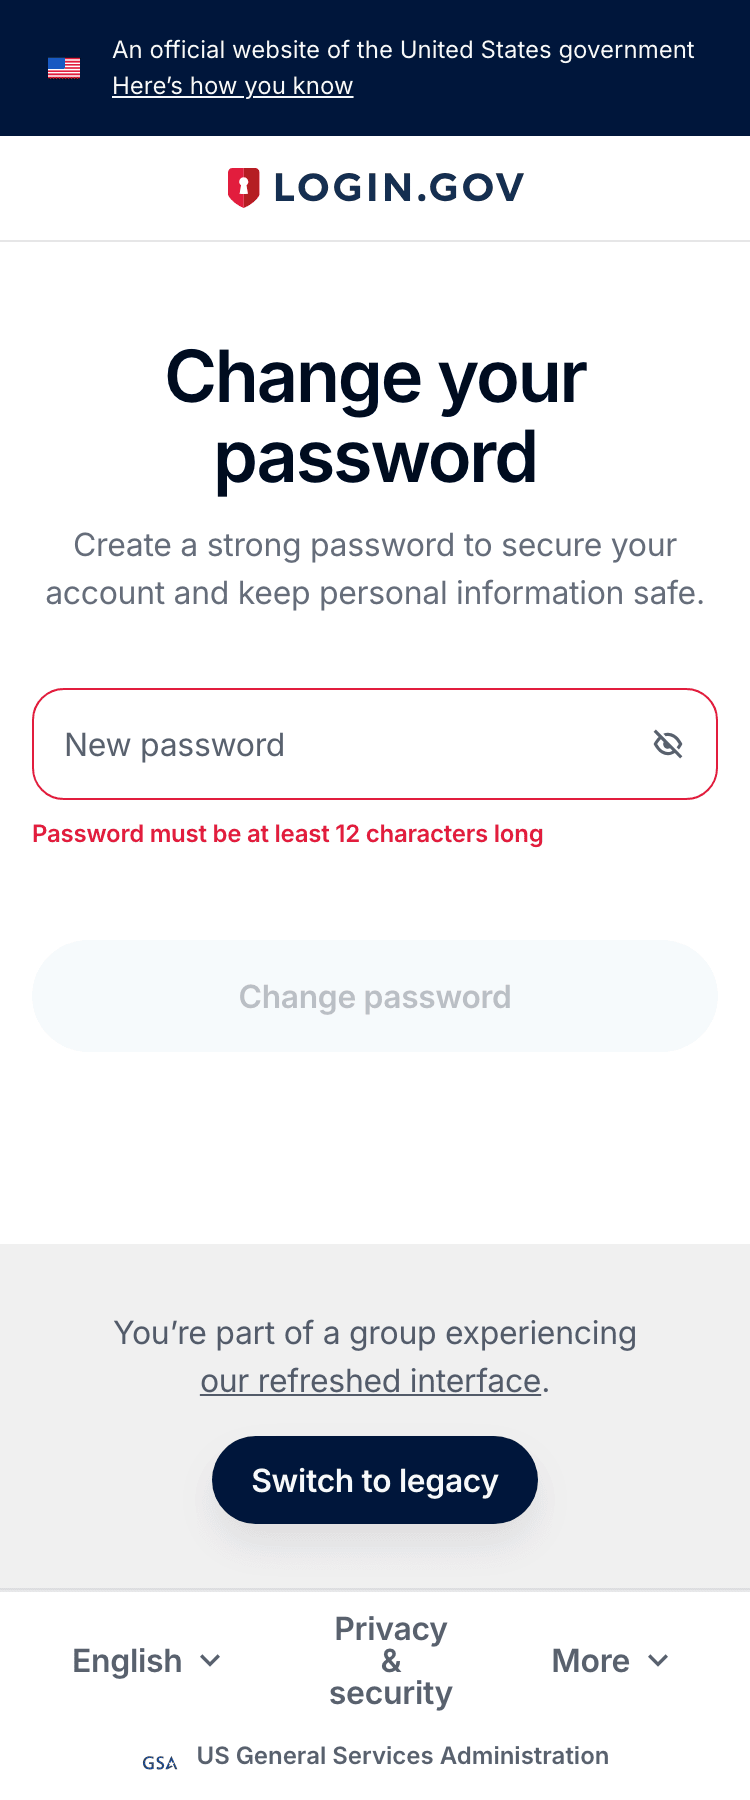 An official website of the United States government
Here’s how you know
LOGIN.GOV
Change your
password
Create a strong password to secure your
account and keep personal information safe.
New password
Password must be at least 12 characters long
Change password
You’re part of a group experiencing
our refreshed interface.
Switch to legacy
English
Privacy
&
security
More
GSA US General Services Administration